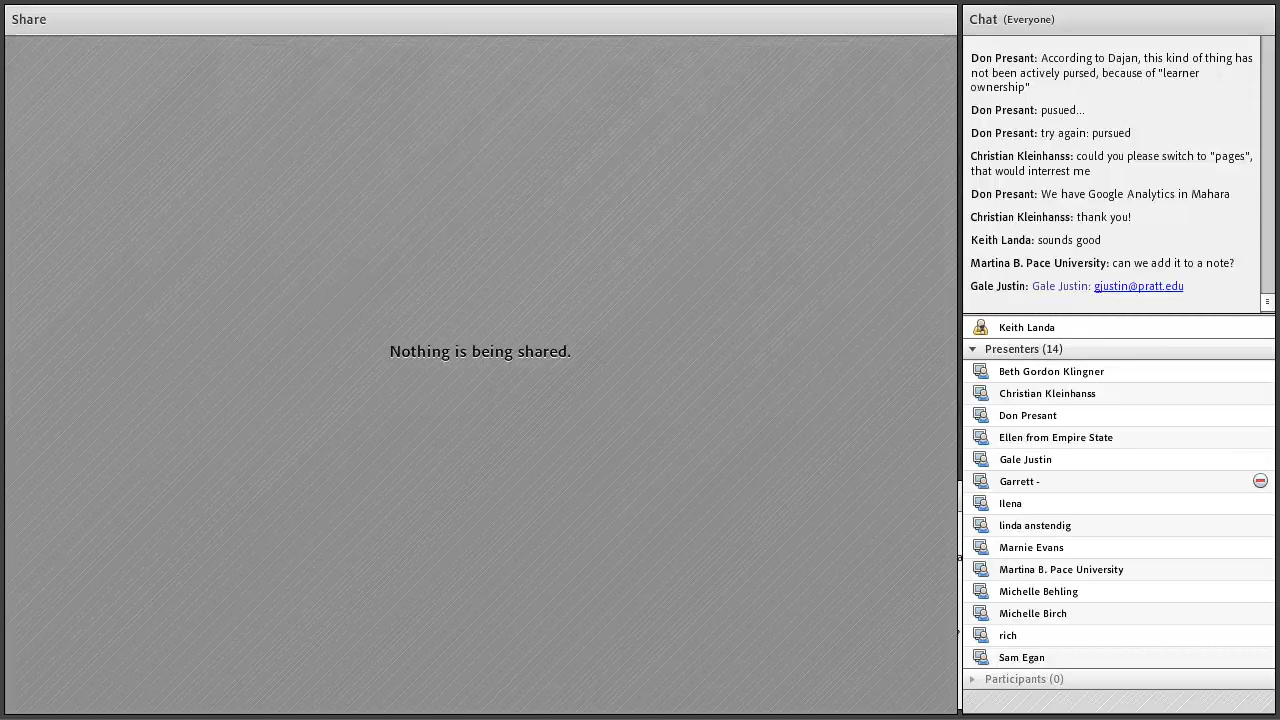 Share
Nothing is being shared.
Chat (Everyone)
Don Presant: According to Dajan, this kind of thing has
not been actively pursed, because of "learner
ownership"
Don Presant: pusued...
Don Presant: try again: pursued
Christian Kleinhanss: could you please switch to "pages",
that would interrest me
Don Presant: We have Google Analytics in Mahara
Christian Kleinhanss: thank you!
Keith Landa: sounds good
Martina B. Pace University: can we add it to a note?
Gale Justin: Gale Justin: gjustin@pratt.edu
Keith Landa
Presenters (14)
Beth Gordon Klingner
Christian Kleinhanss
Don Presant
Ellen from Empire State
Gale Justin
Garrett -
Ilena
linda anstendig
Marnie Evans
Martina B. Pace University
Michelle Behling
Michelle Birch
rich
Sam Egan
Participants (0)